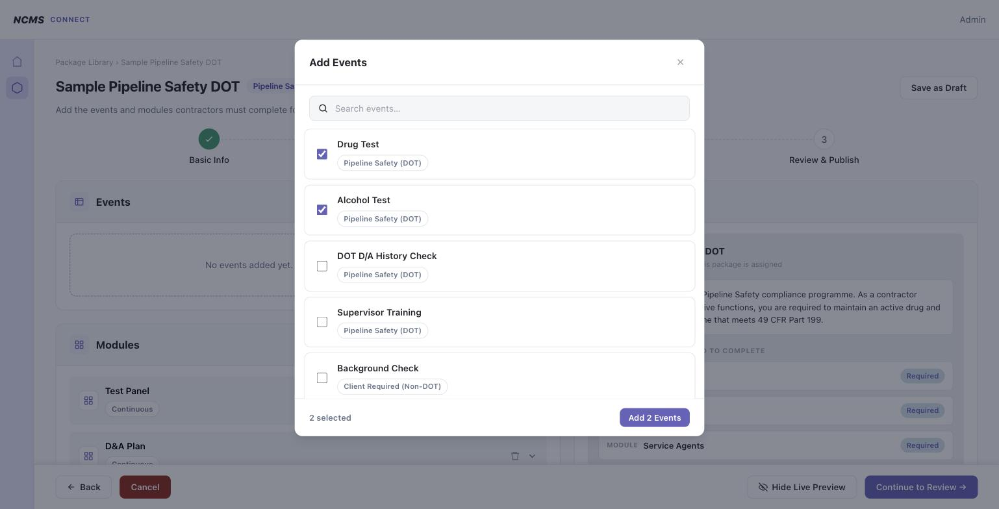 NCMS CONNECT
Admin
Package Library › Sample Pipeline Safety DOT
Sample Pipeline Safety DOT
Pipeline Sa
Save as Draft
Add the events and modules contractors must complete fo
3
Basic Info
Review & Publish
Events
No events added yet.
Modules
Test Panel
Continuous
D&A Plan
Continuous
DOT
is package is assigned
Pipeline Safety compliance programme. As a contractor
ive functions, you are required to maintain an active drug and
ne that meets 49 CFR Part 199.
D TO COMPLETE
Required
Required
MODULE Service Agents
Required
Add Events
Search events...
Drug Test
Pipeline Safety (DOT)
Alcohol Test
Pipeline Safety (DOT)
DOT D/A History Check
Pipeline Safety (DOT)
Supervisor Training
Pipeline Safety (DOT)
Background Check
Client Required (Non-DOT)
2 selected
Add 2 Events
← Back
Cancel
Hide Live Preview
Continue to Review →